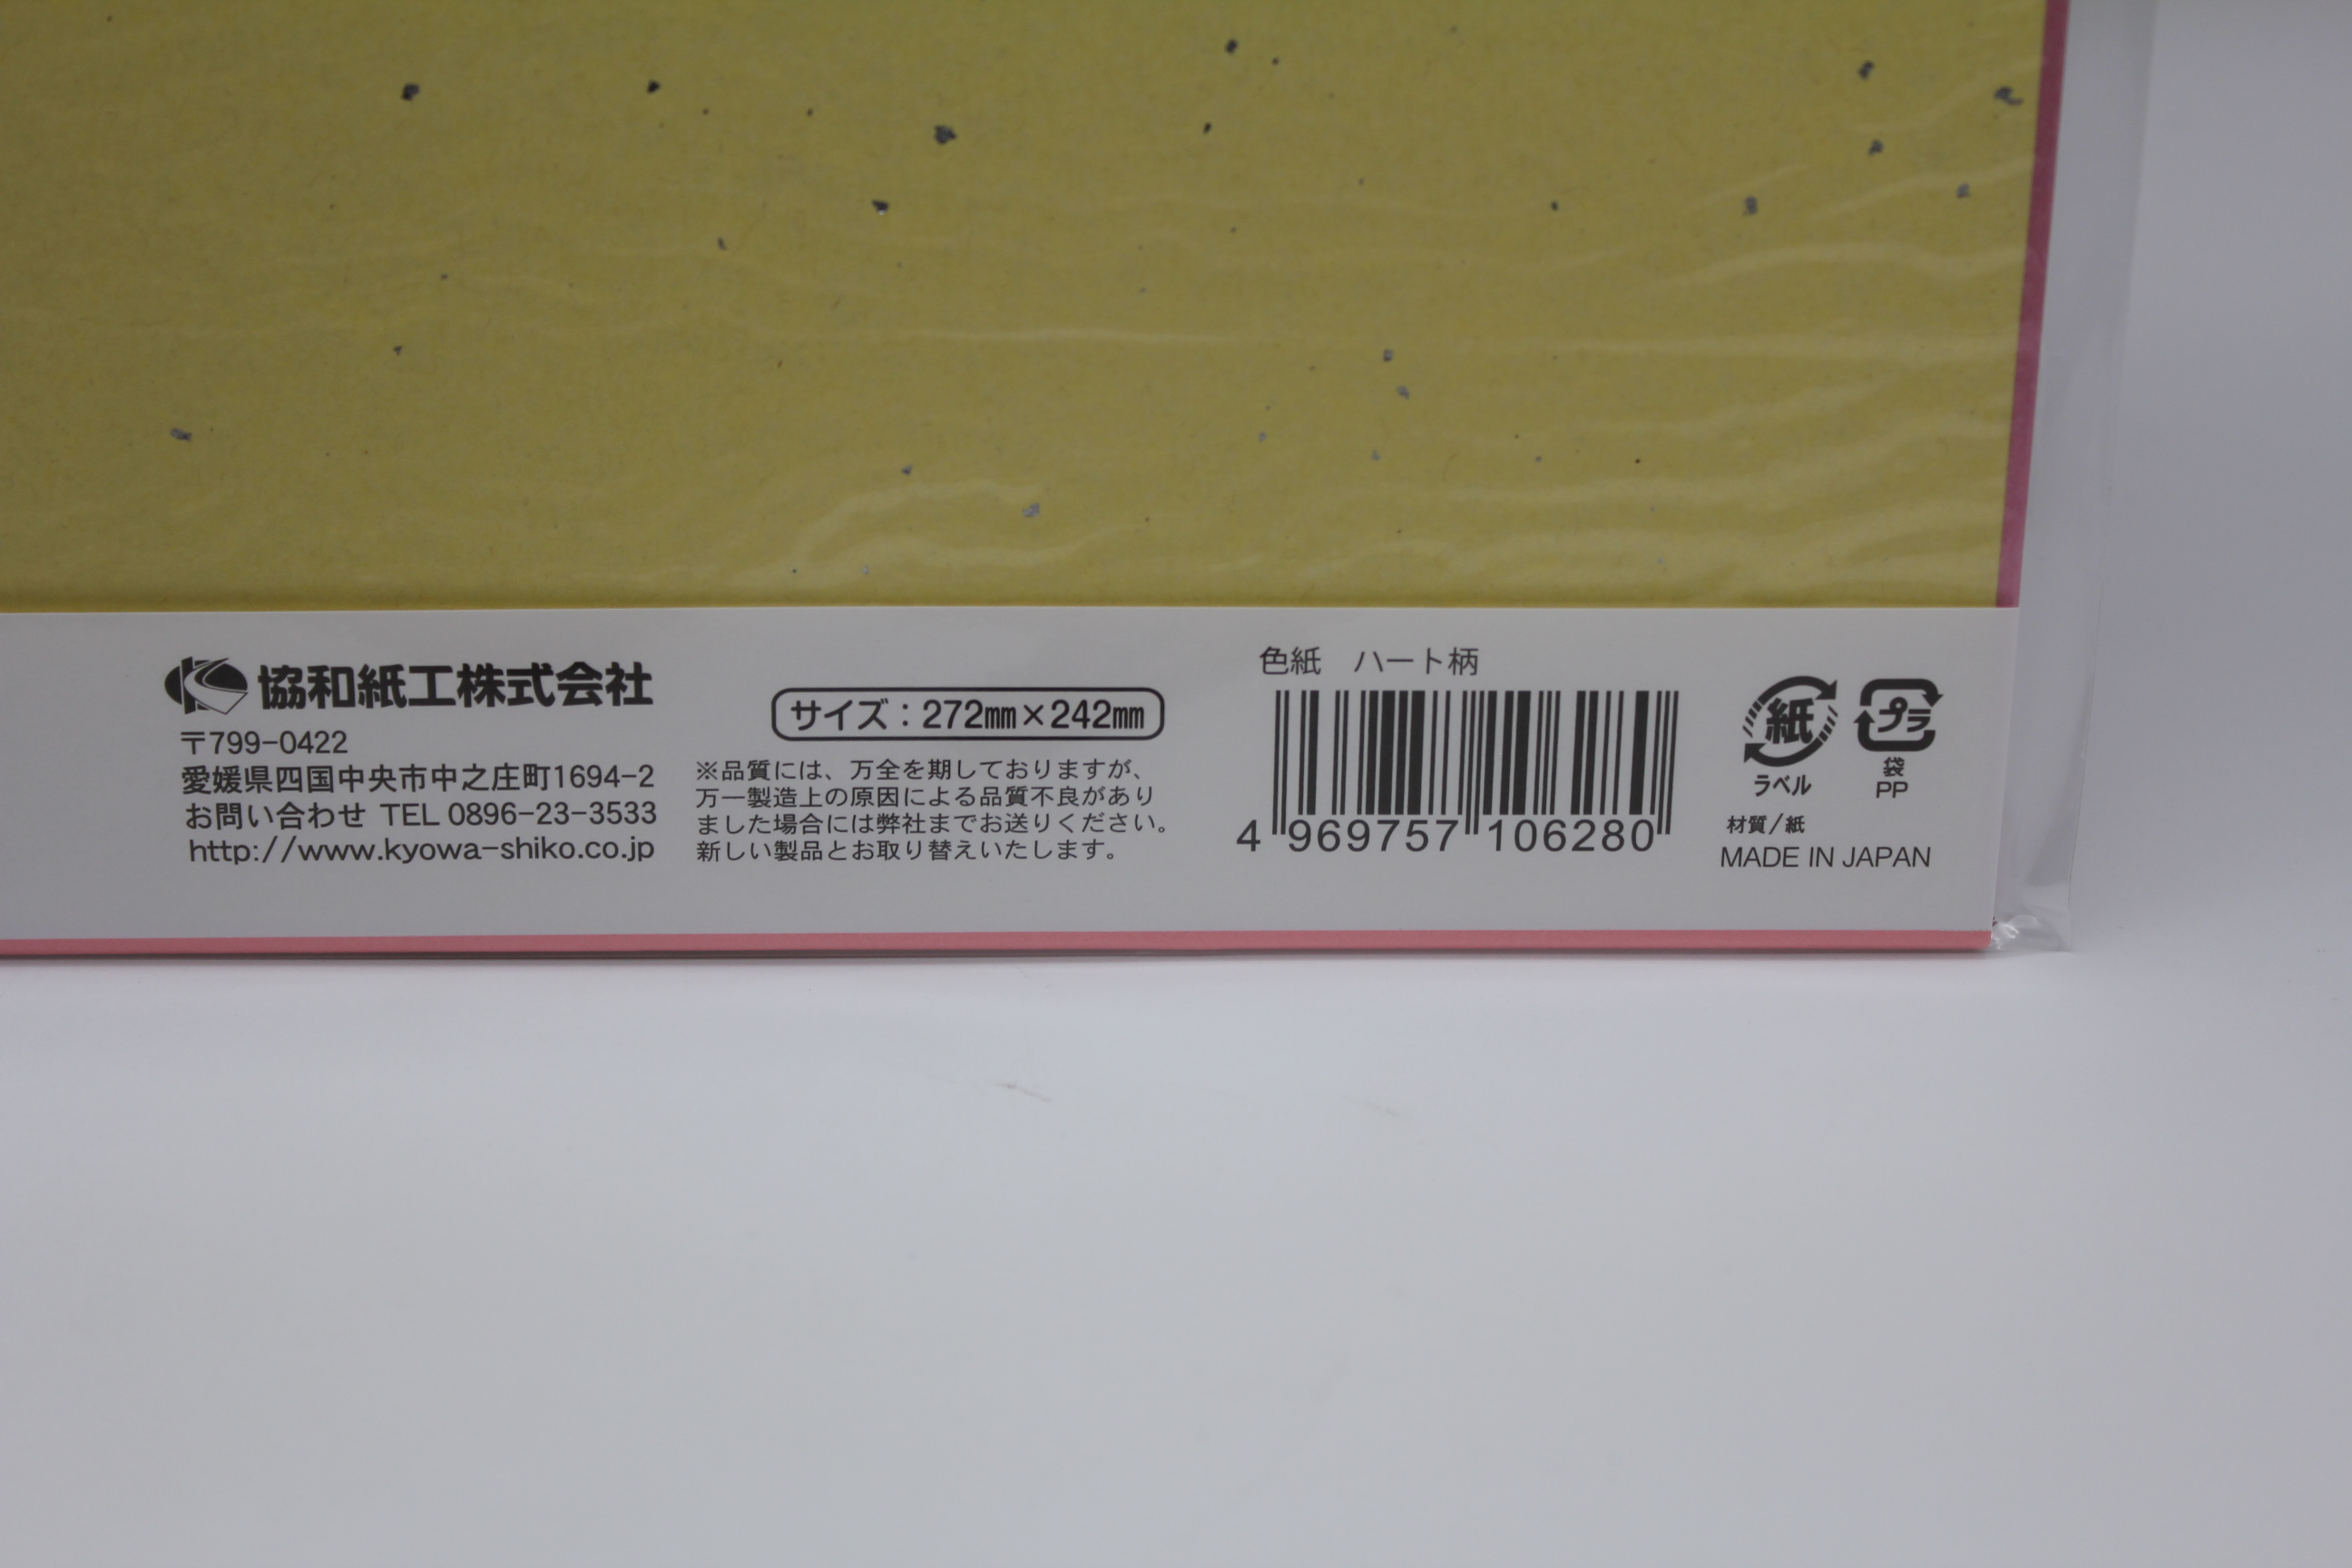 協和紙工株式会社
〒799-0422
愛媛県四国中央市中之庄町1694-2
お問い合わせ TEL 0896-23-3533
http://www.kyowa-shiko.co.jp
サイズ：272㎜×242㎜
※品質には、万全を期しておりますが、
万一製造上の原因による品質不良があり
ました場合には弊社までお送りください。
新しい製品とお取り替えいたします。
色紙　ハート柄
4 969757 106280
紙
ラベル
プラ
袋
PP
材質/紙
MADE IN JAPAN